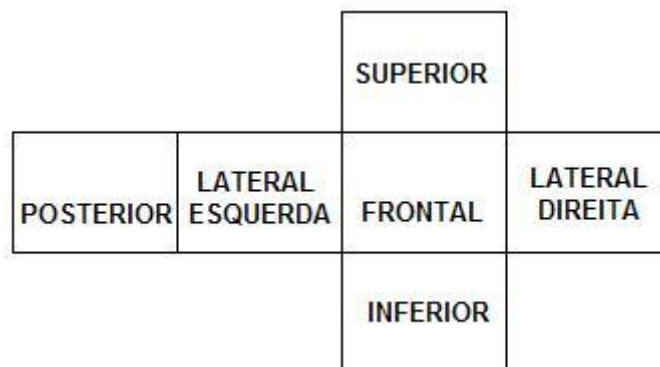 SUPERIOR
POSTERIOR
LATERAL
ESQUERDA
FRONTAL
LATERAL
DIREITA
INFERIOR